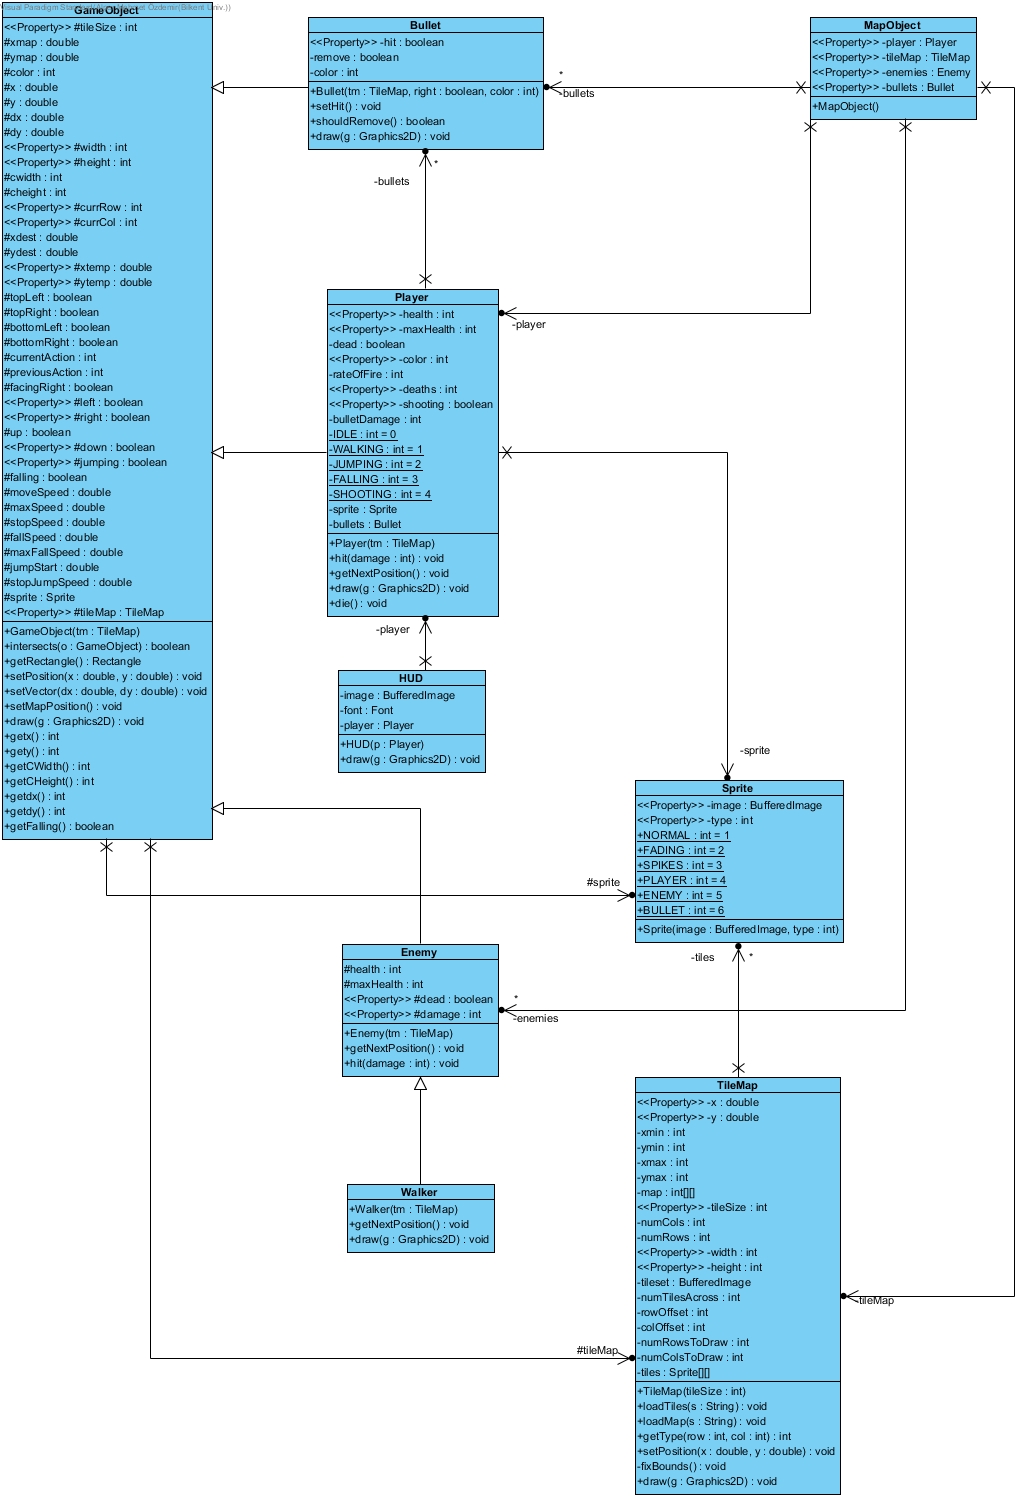 GameObject
<<Property>> #tileSize : int
#xmap : double
#ymap : double
#color : int
#x : double
#y : double
#dx : double
#dy : double
<<Property>> #width : int
<<Property>> #height : int
#cwidth : int
#cheight : int
<<Property>> #currRow : int
<<Property>> #currCol : int
#xdest : double
#ydest : double
<<Property>> #xtemp : double
<<Property>> #ytemp : double
#topLeft : boolean
#topRight : boolean
#bottomLeft : boolean
#bottomRight : boolean
#currentAction : int
#previousAction : int
#facingRight : boolean
<<Property>> #left : boolean
<<Property>> #right : boolean
#up : boolean
<<Property>> #down : boolean
<<Property>> #jumping : boolean
#falling : boolean
#moveSpeed : double
#maxSpeed : double
#stopSpeed : double
#fallSpeed : double
#maxFallSpeed : double
#jumpStart : double
#stopJumpSpeed : double
#sprite : Sprite
<<Property>> #tileMap : TileMap
+GameObject(tm : TileMap)
+intersects(o : GameObject) : boolean
+getRectangle() : Rectangle
+setPosition(x : double, y : double) : void
+setVector(dx : double, dy : double) : void
+setMapPosition() : void
+draw(g : Graphics2D) : void
+getx() : int
+gety() : int
+getCWidth() : int
+getCHeight() : int
+getdx() : int
+getdy() : int
+getFalling() : boolean
Bullet
<<Property>> -hit : boolean
-remove : boolean
-color : int
+Bullet(tm : TileMap, right : boolean, color : int)
+setHit() : void
+shouldRemove() : boolean
+draw(g : Graphics2D) : void
*
-bullets
MapObject
<<Property>> -player : Player
<<Property>> -tileMap : TileMap
<<Property>> -enemies : Enemy
<<Property>> -bullets : Bullet
+MapObject()
*
-bullets
Player
<<Property>> -health : int
<<Property>> -maxHealth : int
-dead : boolean
<<Property>> -color : int
-rateOfFire : int
<<Property>> -deaths : int
<<Property>> -shooting : boolean
-bulletDamage : int
-IDLE : int = 0
-WALKING : int = 1
-JUMPING : int = 2
-FALLING : int = 3
-SHOOTING : int = 4
-sprite : Sprite
-bullets : Bullet
+Player(tm : TileMap)
+hit(damage : int) : void
+getNextPosition() : void
+draw(g : Graphics2D) : void
+die() : void
-player
-player
HUD
-image : BufferedImage
-font : Font
-player : Player
+HUD(p : Player)
+draw(g : Graphics2D) : void
-sprite
Sprite
<<Property>> -image : BufferedImage
<<Property>> -type : int
+NORMAL : int = 1
+FADING : int = 2
+SPIKES : int = 3
+PLAYER : int = 4
+ENEMY : int = 5
+BULLET : int = 6
+Sprite(image : BufferedImage, type : int)
#sprite
-tiles
*
Enemy
#health : int
#maxHealth : int
<<Property>> #dead : boolean
<<Property>> #damage : int
+Enemy(tm : TileMap)
+getNextPosition() : void
+hit(damage : int) : void
*
-enemies
Walker
+Walker(tm : TileMap)
+getNextPosition() : void
+draw(g : Graphics2D) : void
TileMap
<<Property>> -x : double
<<Property>> -y : double
-xmin : int
-ymin : int
-xmax : int
-ymax : int
-map : int[][]
<<Property>> -tileSize : int
-numCols : int
-numRows : int
<<Property>> -width : int
<<Property>> -height : int
-tileset : BufferedImage
-numTilesAcross : int
-rowOffset : int
-colOffset : int
-numRowsToDraw : int
-numColsToDraw : int
-tiles : Sprite[][]
+TileMap(tileSize : int)
+loadTiles(s : String) : void
+loadMap(s : String) : void
+getType(row : int, col : int) : int
+setPosition(x : double, y : double) : void
-fixBounds() : void
+draw(g : Graphics2D) : void
-tileMap
#tileMap